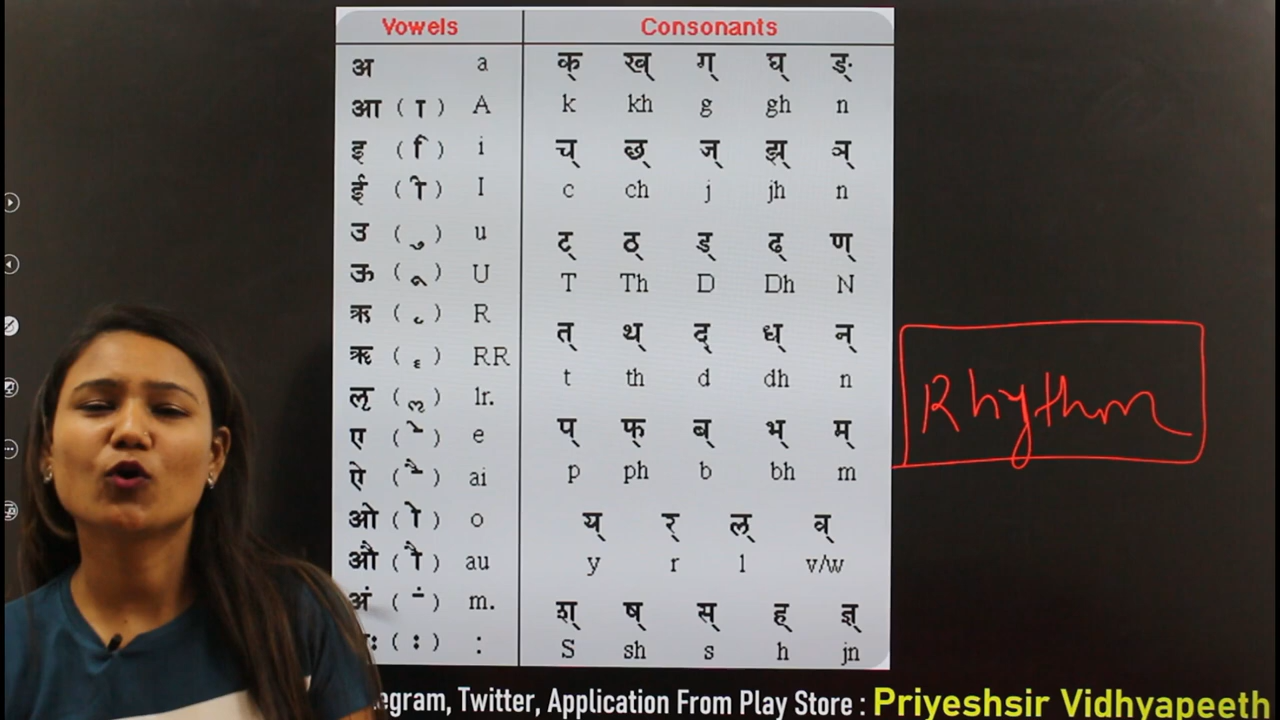 Vowels Consonants
अ a
आ ( ा ) A
इ ( ि ) i
ई ( ी ) I
उ ( ु ) u
ऊ ( ू ) U
ऋ ( ृ ) R
ॠ ( ॄ ) RR
ऌ ( ॢ ) lr.
ए ( े ) e
ऐ ( ै ) ai
ओ ( ो ) o
औ ( ौ ) au
अं ( ं ) m.
( ः ) :
क् ख् ग् घ् ङ्
k kh g gh n
च् छ् ज् झ् ञ्
c ch j jh n
ट् ठ् ड् ढ् ण्
T Th D Dh N
त् थ् द् ध् न्
t th d dh n
प् फ् ब् भ् म्
p ph b bh m
य् र् ल् व्
y r l v/w
श् ष् स् ह् ज्ञ्
S sh s h jn
Rhythm
Twitter, Application From Play Store : Priyeshsir Vidhyapeeth